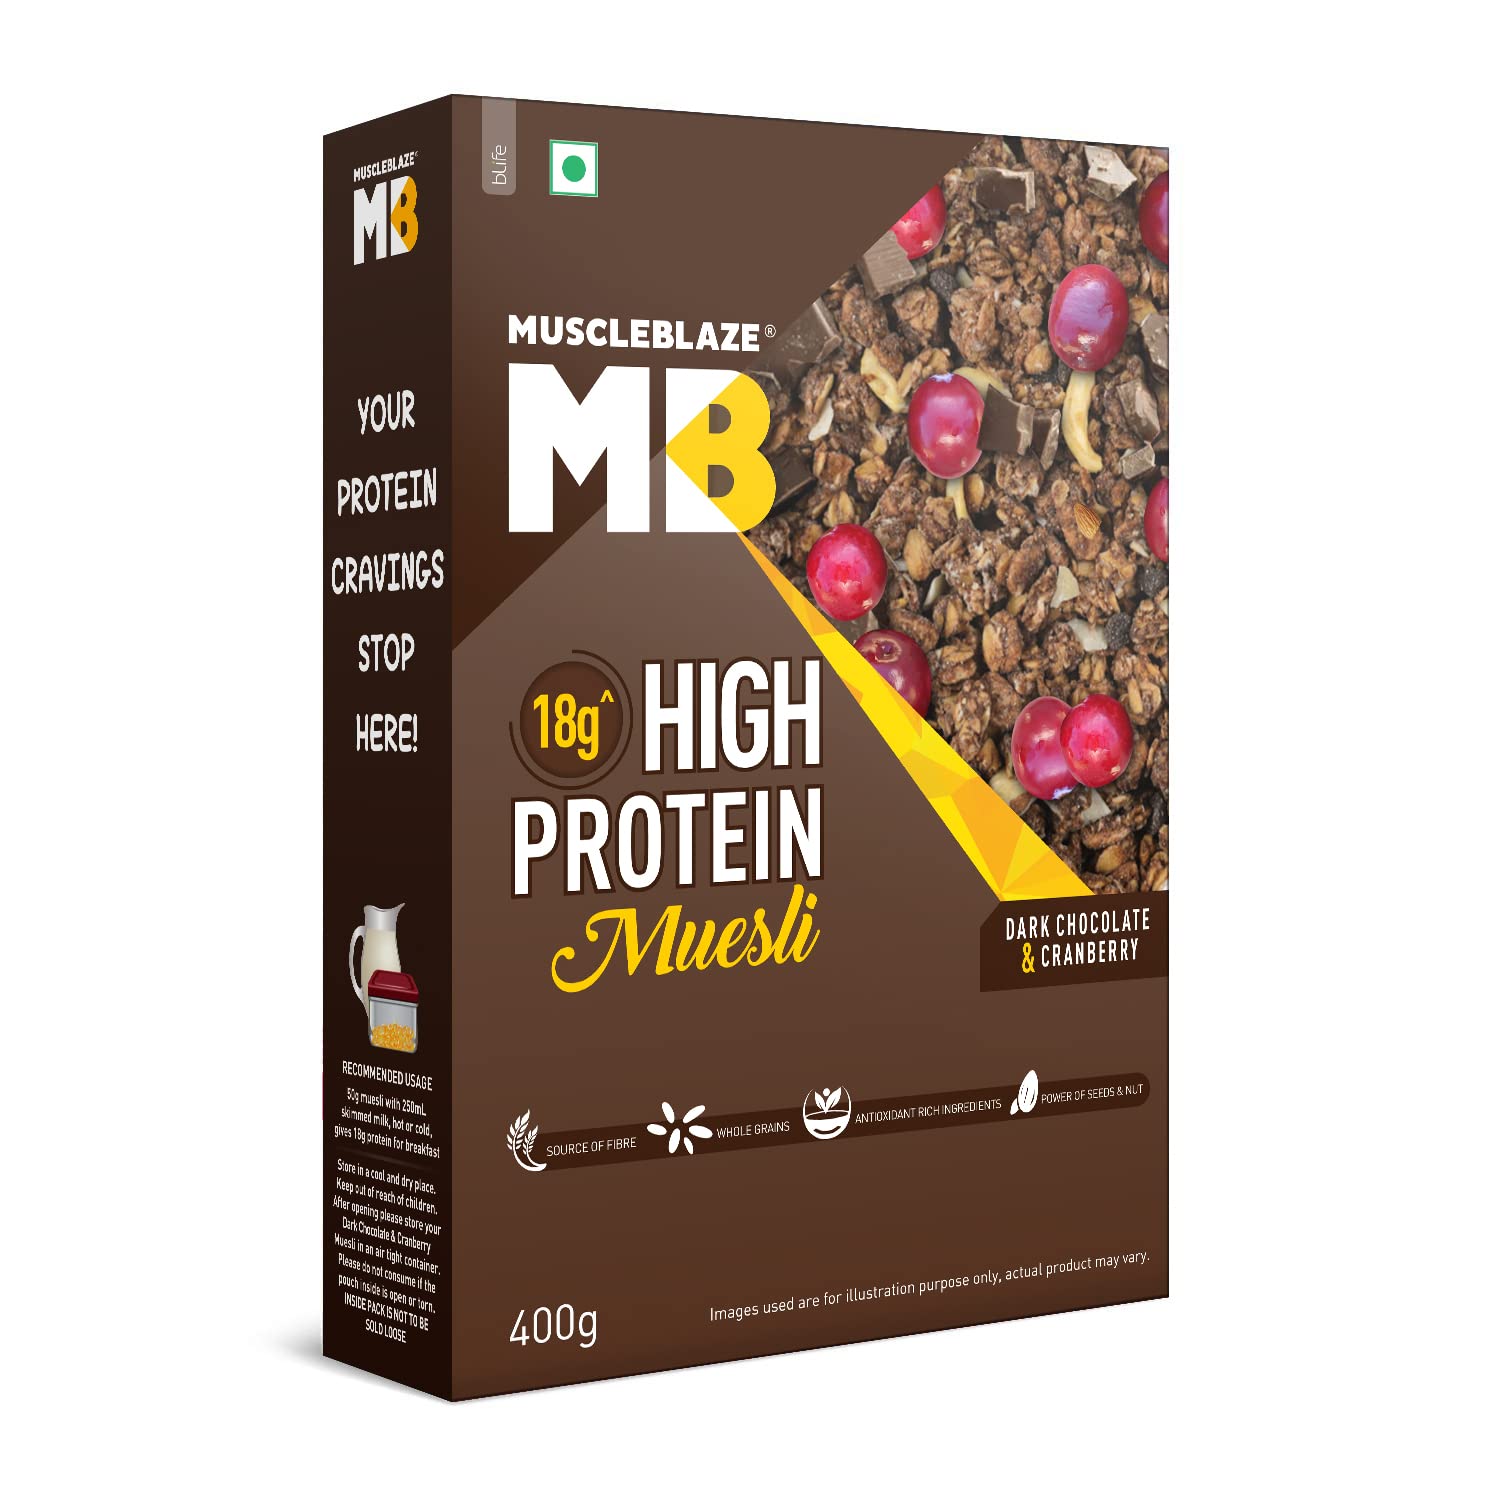 MUSCLEBLAZE®
MB
YOUR
PROTEIN
CRAVINGS
STOP
HERE!
RECOMMENDED USAGE
50g muesli with 250mL
skimmed milk, hot or cold,
gives 18g protein for breakfast
Store in a cool and dry place.
Keep out of reach of children.
After opening please store your
Dark Chocolate & Cranberry
Muesli in an air tight container.
Please do not consume if the
pouch inside is open or torn.
INSIDE PACK IS NOT TO BE
SOLD LOOSE
bLife
MUSCLEBLAZE®
MB
18g^ HIGH
PROTEIN
Muesli
DARK CHOCOLATE
& CRANBERRY
SOURCE OF FIBRE
WHOLE GRAINS
ANTIOXIDANT RICH INGREDIENTS
POWER OF SEEDS & NUT
400g
Images used are for illustration purpose only, actual product may vary.